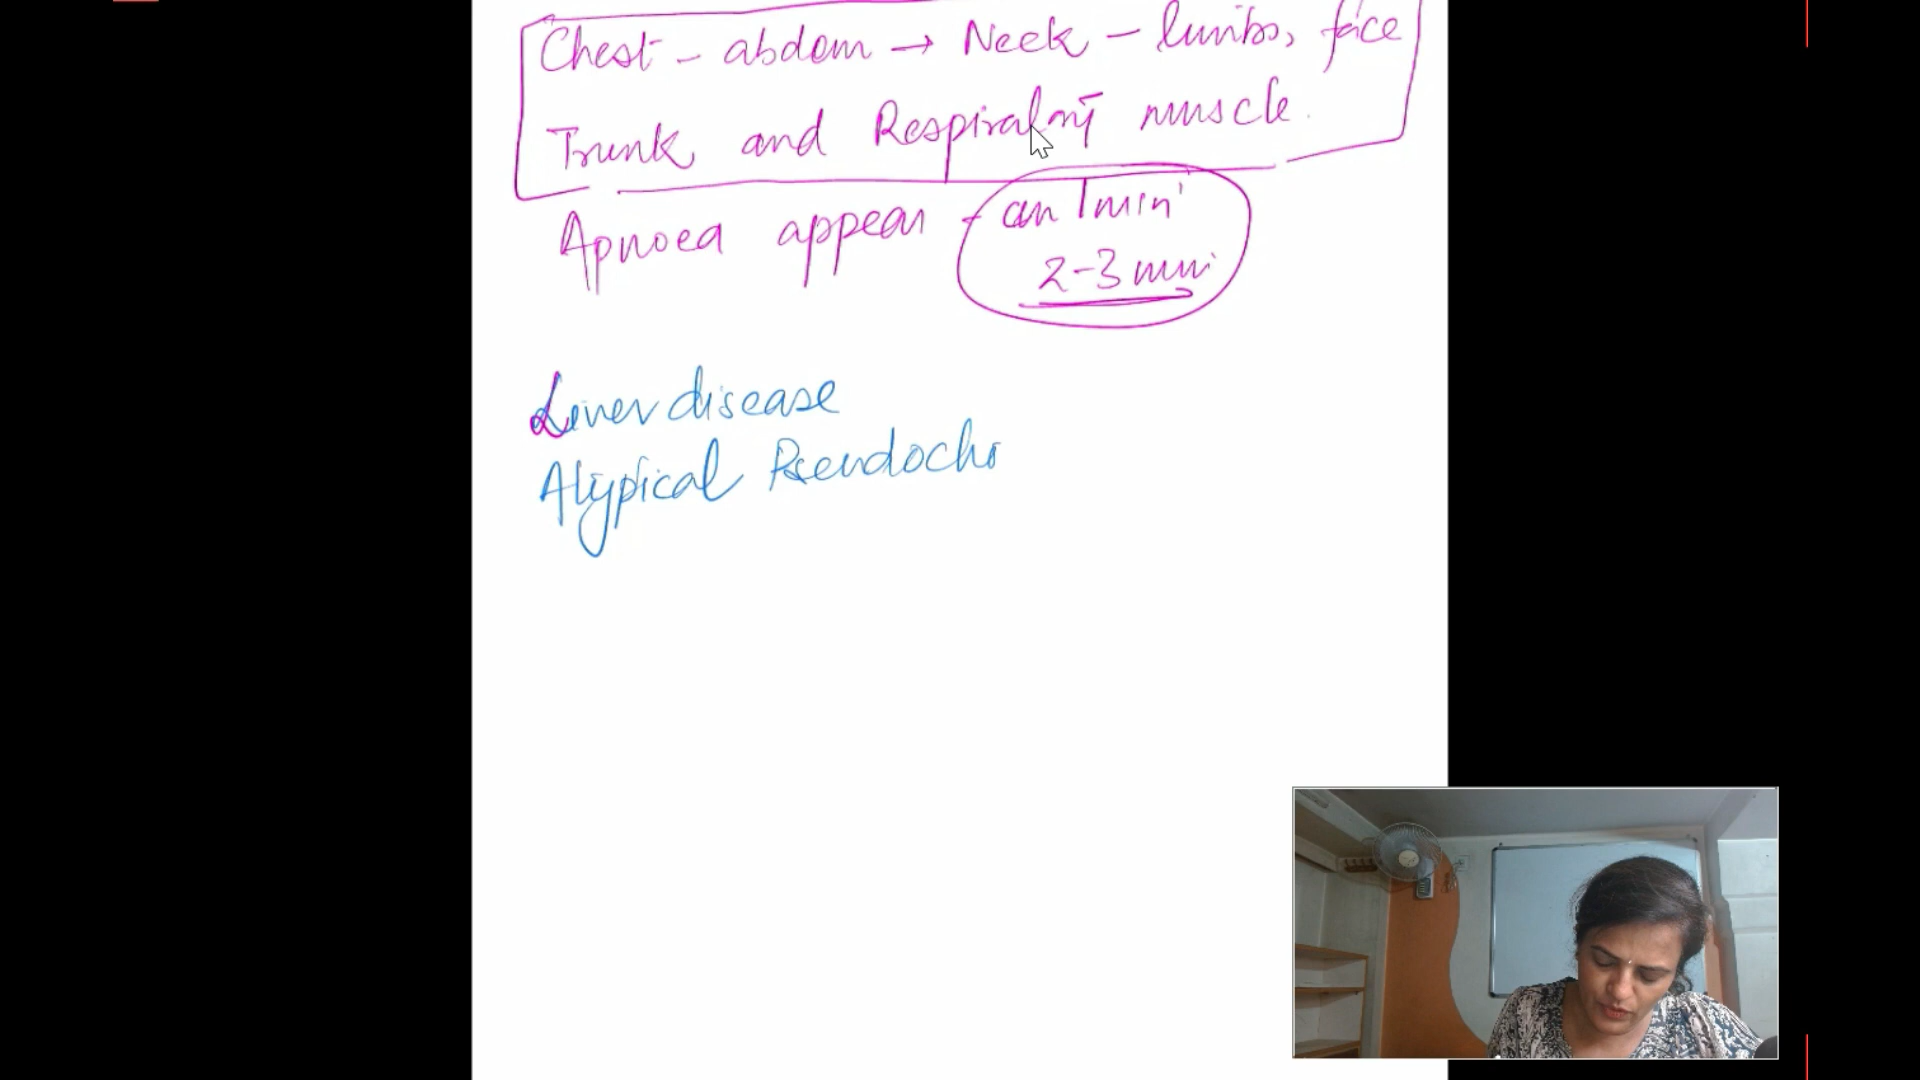 Chest - abdom → Neck - limbs, face
Trunk and Respiratory muscle.
Apnoea appear - in 1 min
2-3 min
Liver disease
Atypical Pseudocho